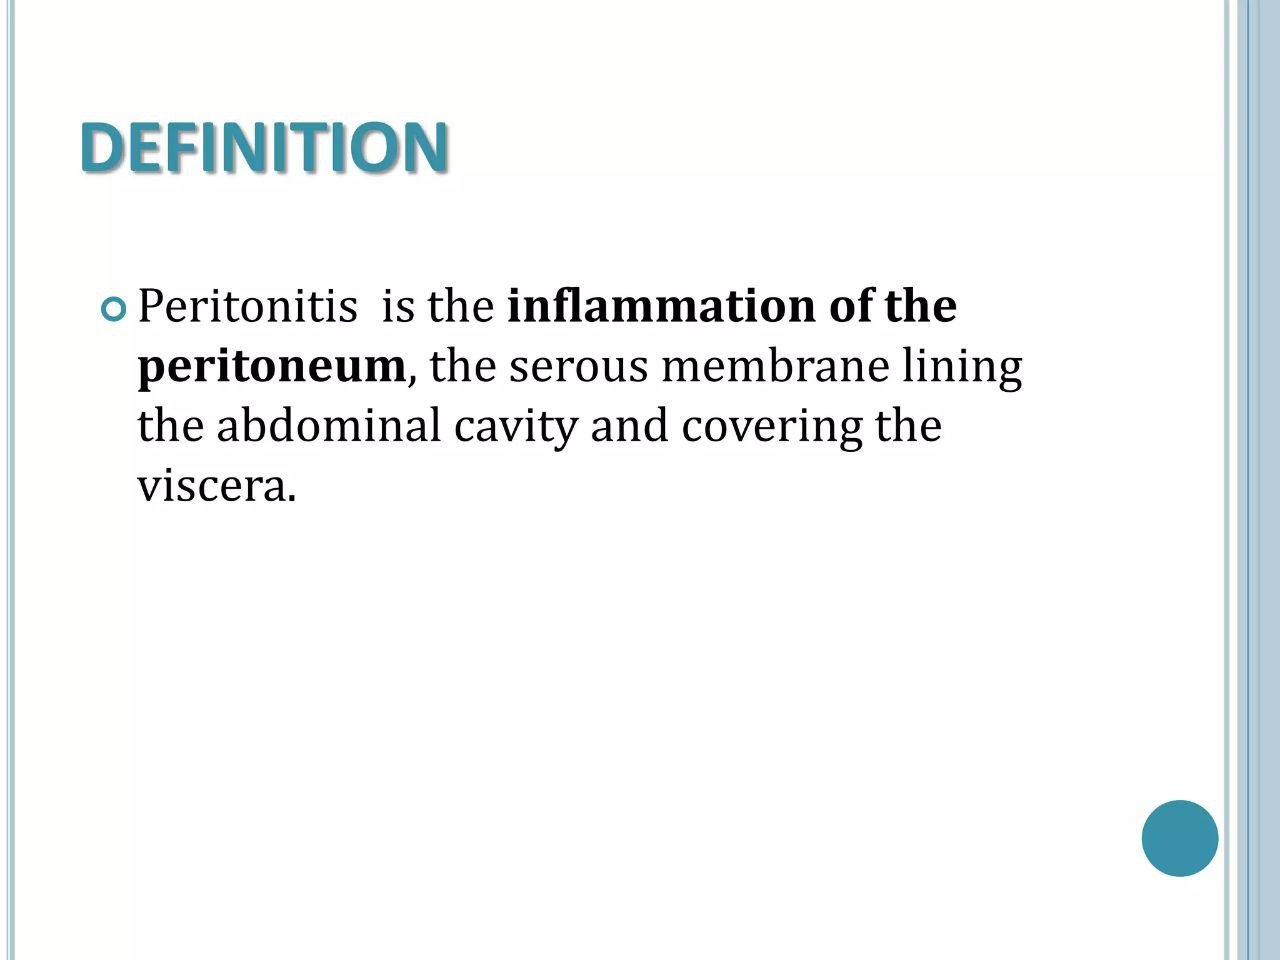 DEFINITION
Peritonitis  is the inflammation of the
peritoneum, the serous membrane lining
the abdominal cavity and covering the
viscera.